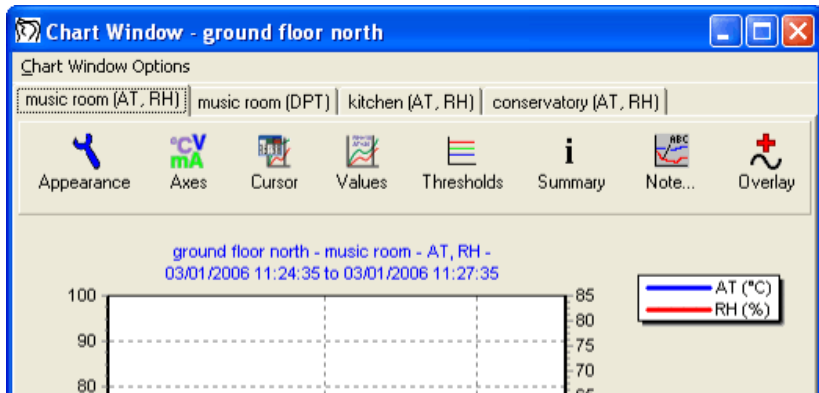 Chart Window - ground floor north
Chart Window Options
music room (AT, RH) music room (DPT) kitchen (AT, RH) conservatory (AT, RH)
°CV ABC
mA i
Appearance Axes Cursor Values Thresholds Summary Note... Overlay
ground floor north - music room - AT, RH -
03/01/2006 11:24:35 to 03/01/2006 11:27:35
AT (°C)
100 85
RH (%)
80
90 75
70
80